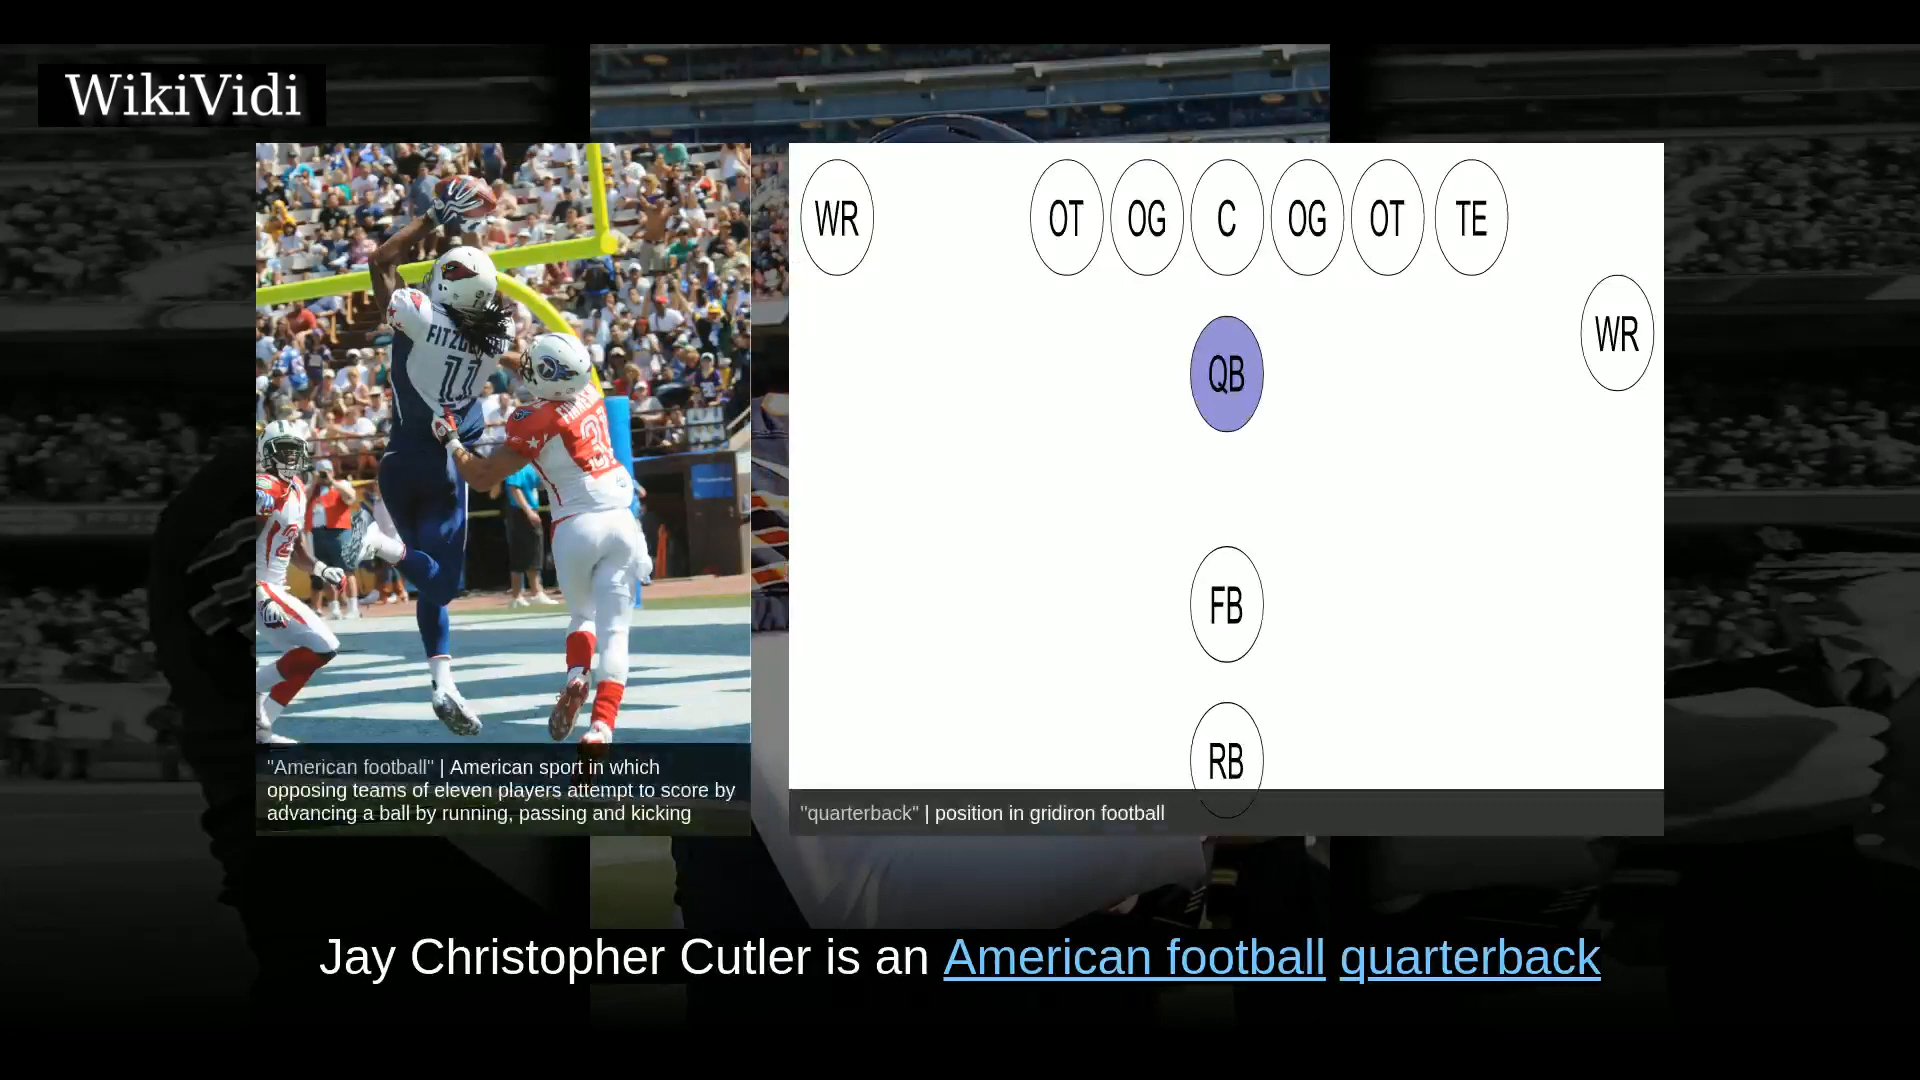 WikiVidi
11
WR
OT OG C OG OT TE
WR
QB
FB
RB
"American football" | American sport in which
opposing teams of eleven players attempt to score by
advancing a ball by running, passing and kicking
"quarterback" | position in gridiron football
Jay Christopher Cutler is an American football quarterback